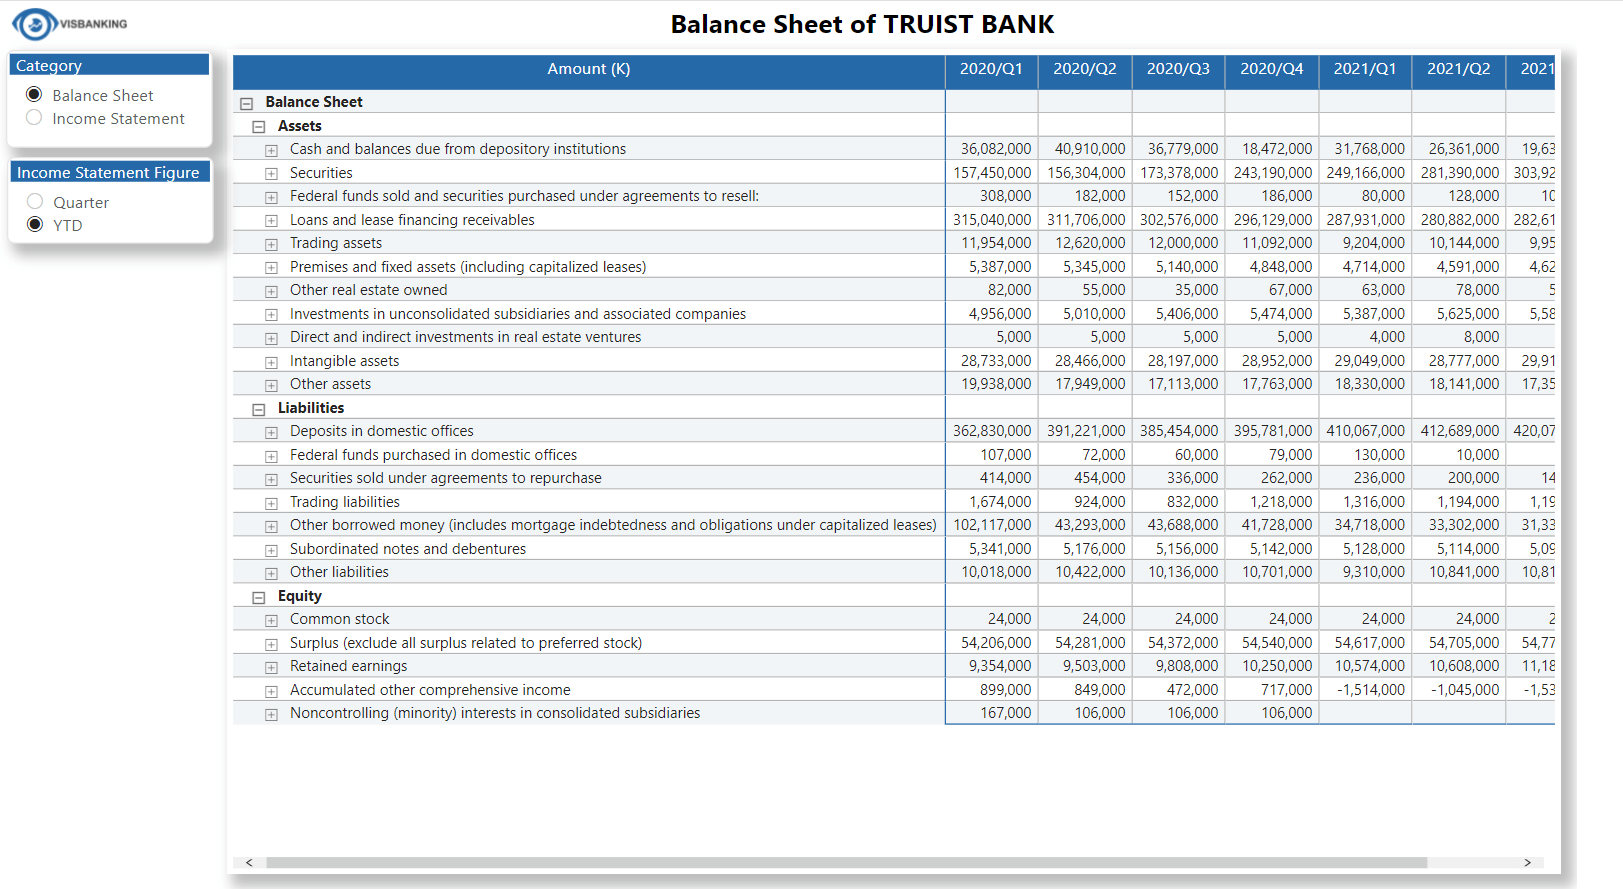 VISBANKING
Balance Sheet of TRUIST BANK
Category
Balance Sheet
Income Statement
Income Statement Figure
Quarter
YTD
Amount (K) 2020/Q1 2020/Q2 2020/Q3 2020/Q4 2021/Q1 2021/Q2 2021
Balance Sheet
Assets
Cash and balances due from depository institutions 36,082,000 40,910,000 36,779,000 18,472,000 31,768,000 26,361,000 19,63
Securities 157,450,000 156,304,000 173,378,000 243,190,000 249,166,000 281,390,000 303,92
Federal funds sold and securities purchased under agreements to resell: 308,000 182,000 152,000 186,000 80,000 128,000 10
Loans and lease financing receivables 315,040,000 311,706,000 302,576,000 296,129,000 287,931,000 280,882,000 282,61
Trading assets 11,954,000 12,620,000 12,000,000 11,092,000 9,204,000 10,144,000 9,95
Premises and fixed assets (including capitalized leases) 5,387,000 5,345,000 5,140,000 4,848,000 4,714,000 4,591,000 4,62
Other real estate owned 82,000 55,000 35,000 67,000 63,000 78,000 5
Investments in unconsolidated subsidiaries and associated companies 4,956,000 5,010,000 5,406,000 5,474,000 5,387,000 5,625,000 5,58
Direct and indirect investments in real estate ventures 5,000 5,000 5,000 5,000 4,000 8,000
Intangible assets 28,733,000 28,466,000 28,197,000 28,952,000 29,049,000 28,777,000 29,91
Other assets 19,938,000 17,949,000 17,113,000 17,763,000 18,330,000 18,141,000 17,35
Liabilities
Deposits in domestic offices 362,830,000 391,221,000 385,454,000 395,781,000 410,067,000 412,689,000 420,07
Federal funds purchased in domestic offices 107,000 72,000 60,000 79,000 130,000 10,000
Securities sold under agreements to repurchase 414,000 454,000 336,000 262,000 236,000 200,000 14
Trading liabilities 1,674,000 924,000 832,000 1,218,000 1,316,000 1,194,000 1,19
Other borrowed money (includes mortgage indebtedness and obligations under capitalized leases) 102,117,000 43,293,000 43,688,000 41,728,000 34,718,000 33,302,000 31,33
Subordinated notes and debentures 5,341,000 5,176,000 5,156,000 5,142,000 5,128,000 5,114,000 5,09
Other liabilities 10,018,000 10,422,000 10,136,000 10,701,000 9,310,000 10,841,000 10,81
Equity
Common stock 24,000 24,000 24,000 24,000 24,000 24,000 2
Surplus (exclude all surplus related to preferred stock) 54,206,000 54,281,000 54,372,000 54,540,000 54,617,000 54,705,000 54,77
Retained earnings 9,354,000 9,503,000 9,808,000 10,250,000 10,574,000 10,608,000 11,18
Accumulated other comprehensive income 899,000 849,000 472,000 717,000 -1,514,000 -1,045,000 -1,53
Noncontrolling (minority) interests in consolidated subsidiaries 167,000 106,000 106,000 106,000